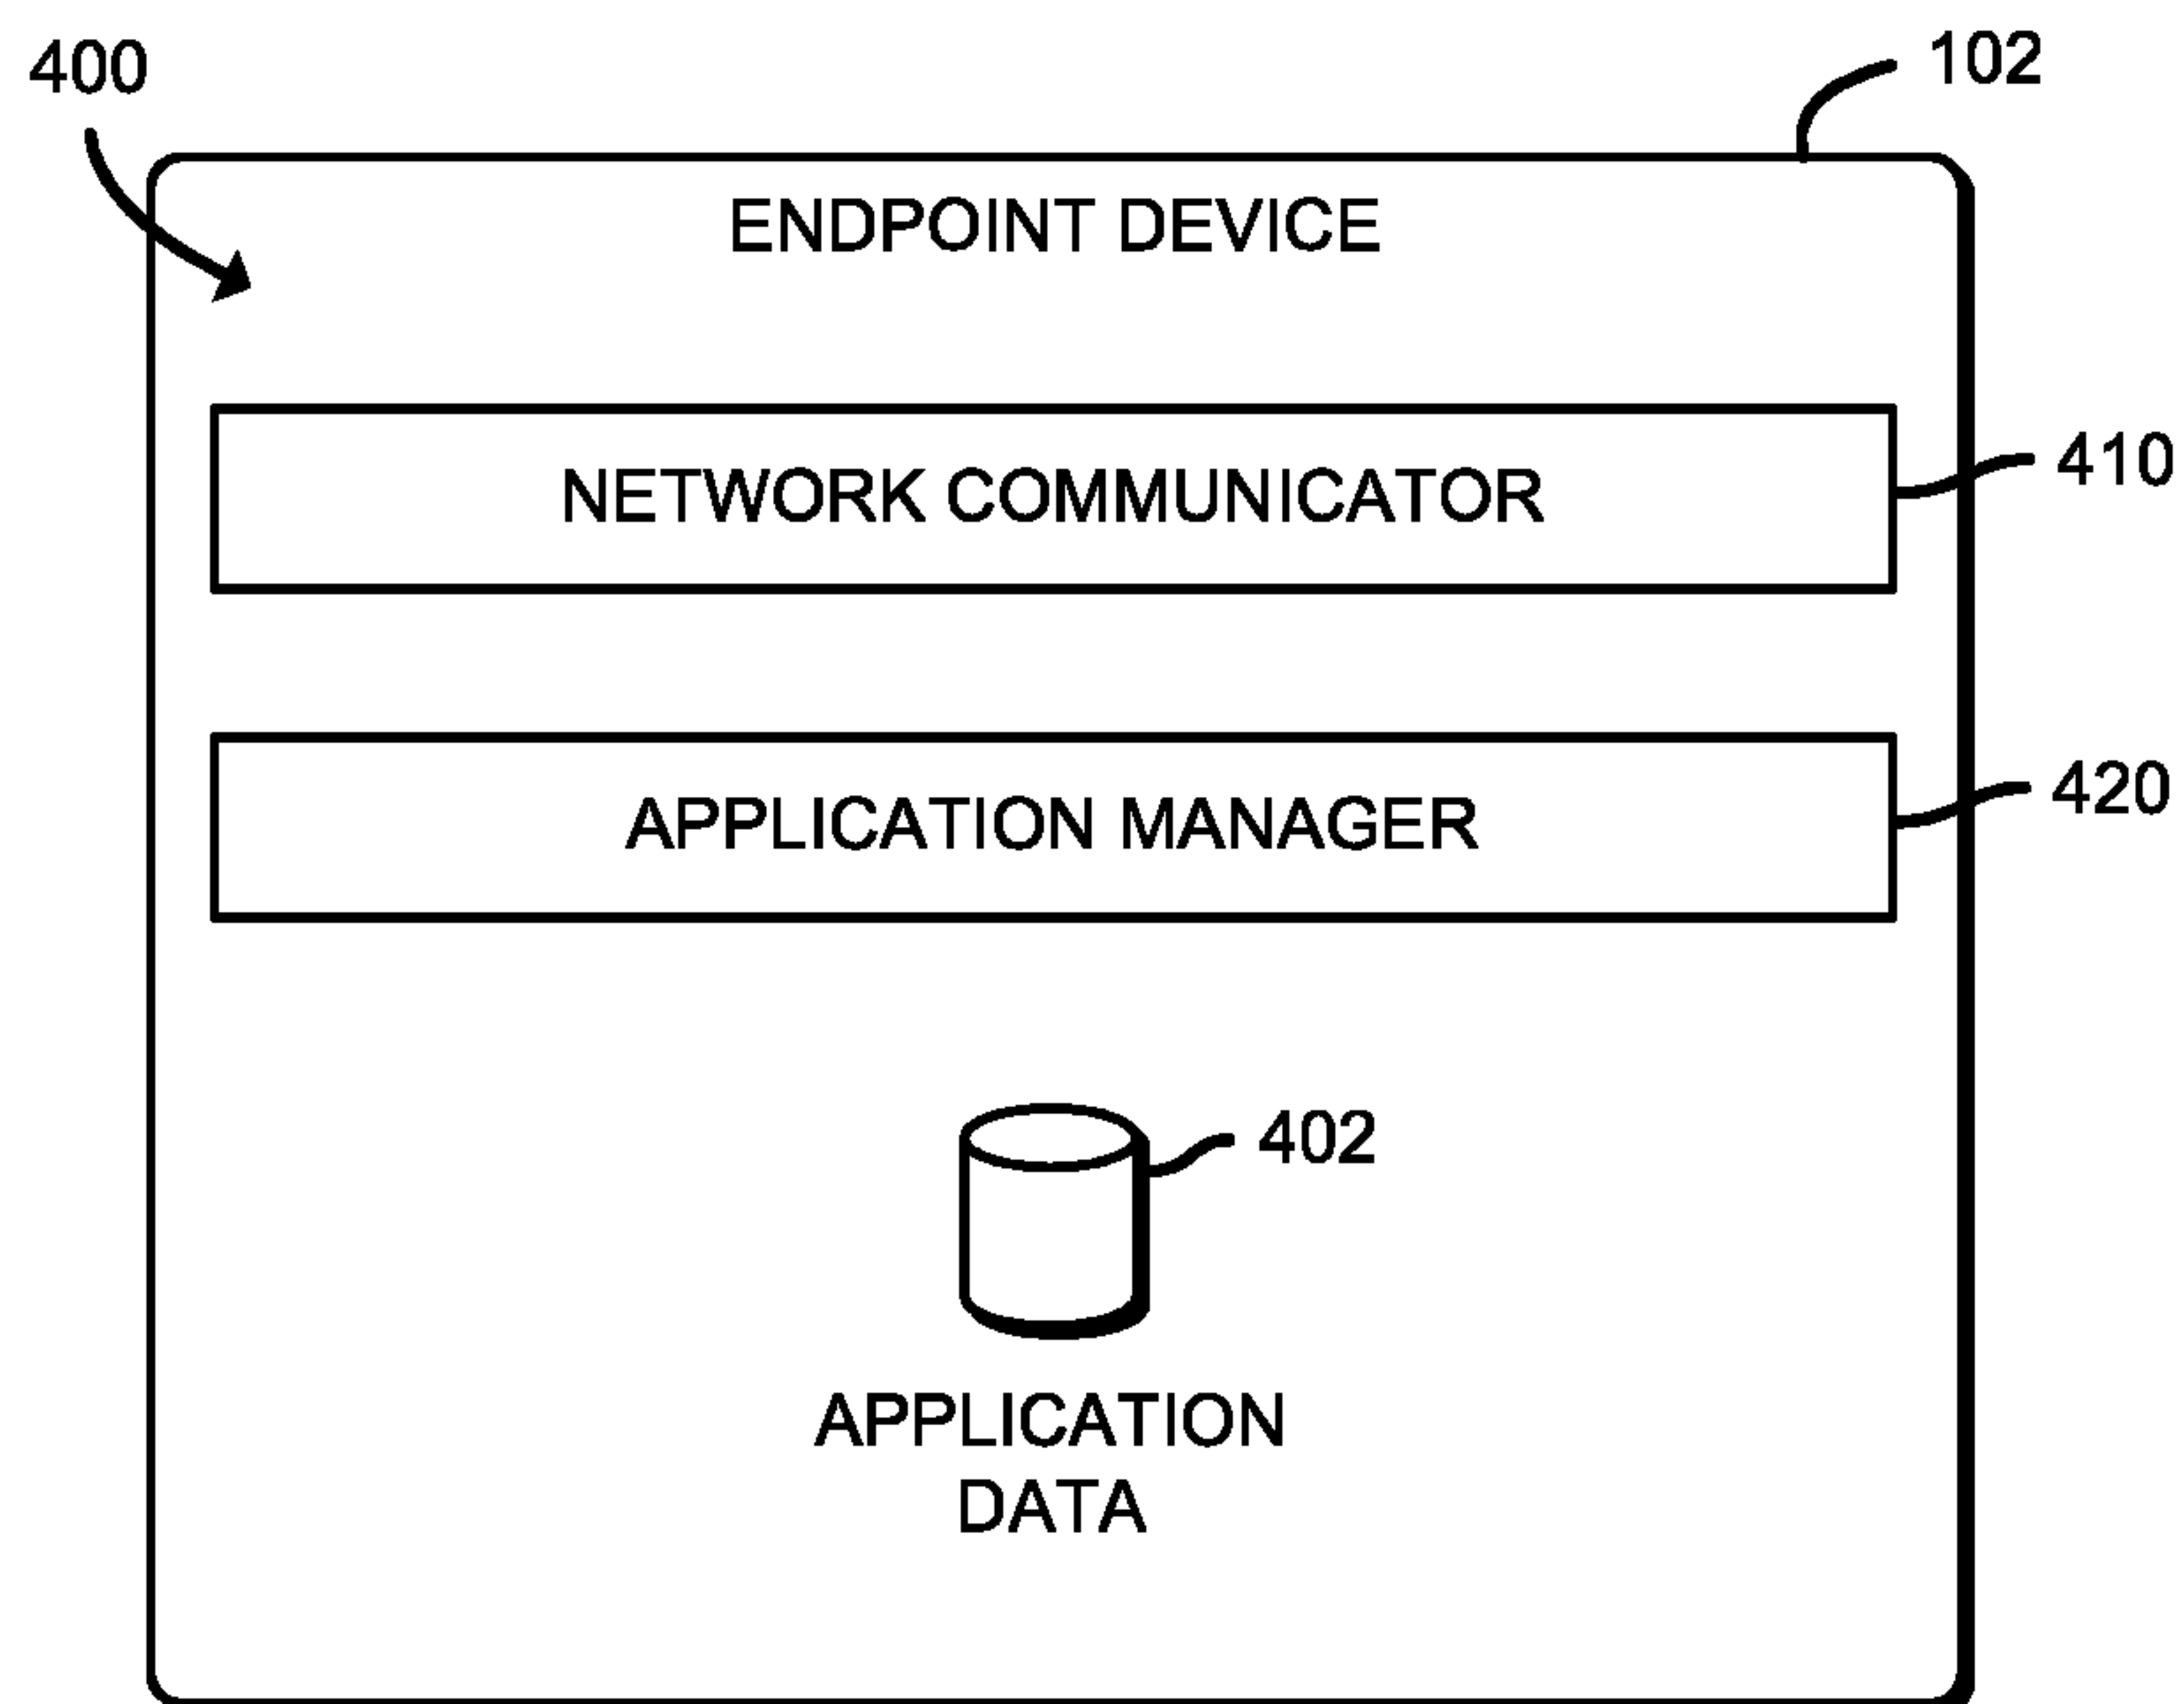 400
102
ENDPOINT DEVICE
NETWORK COMMUNICATOR
410
APPLICATION MANAGER
420
402
APPLICATION
DATA